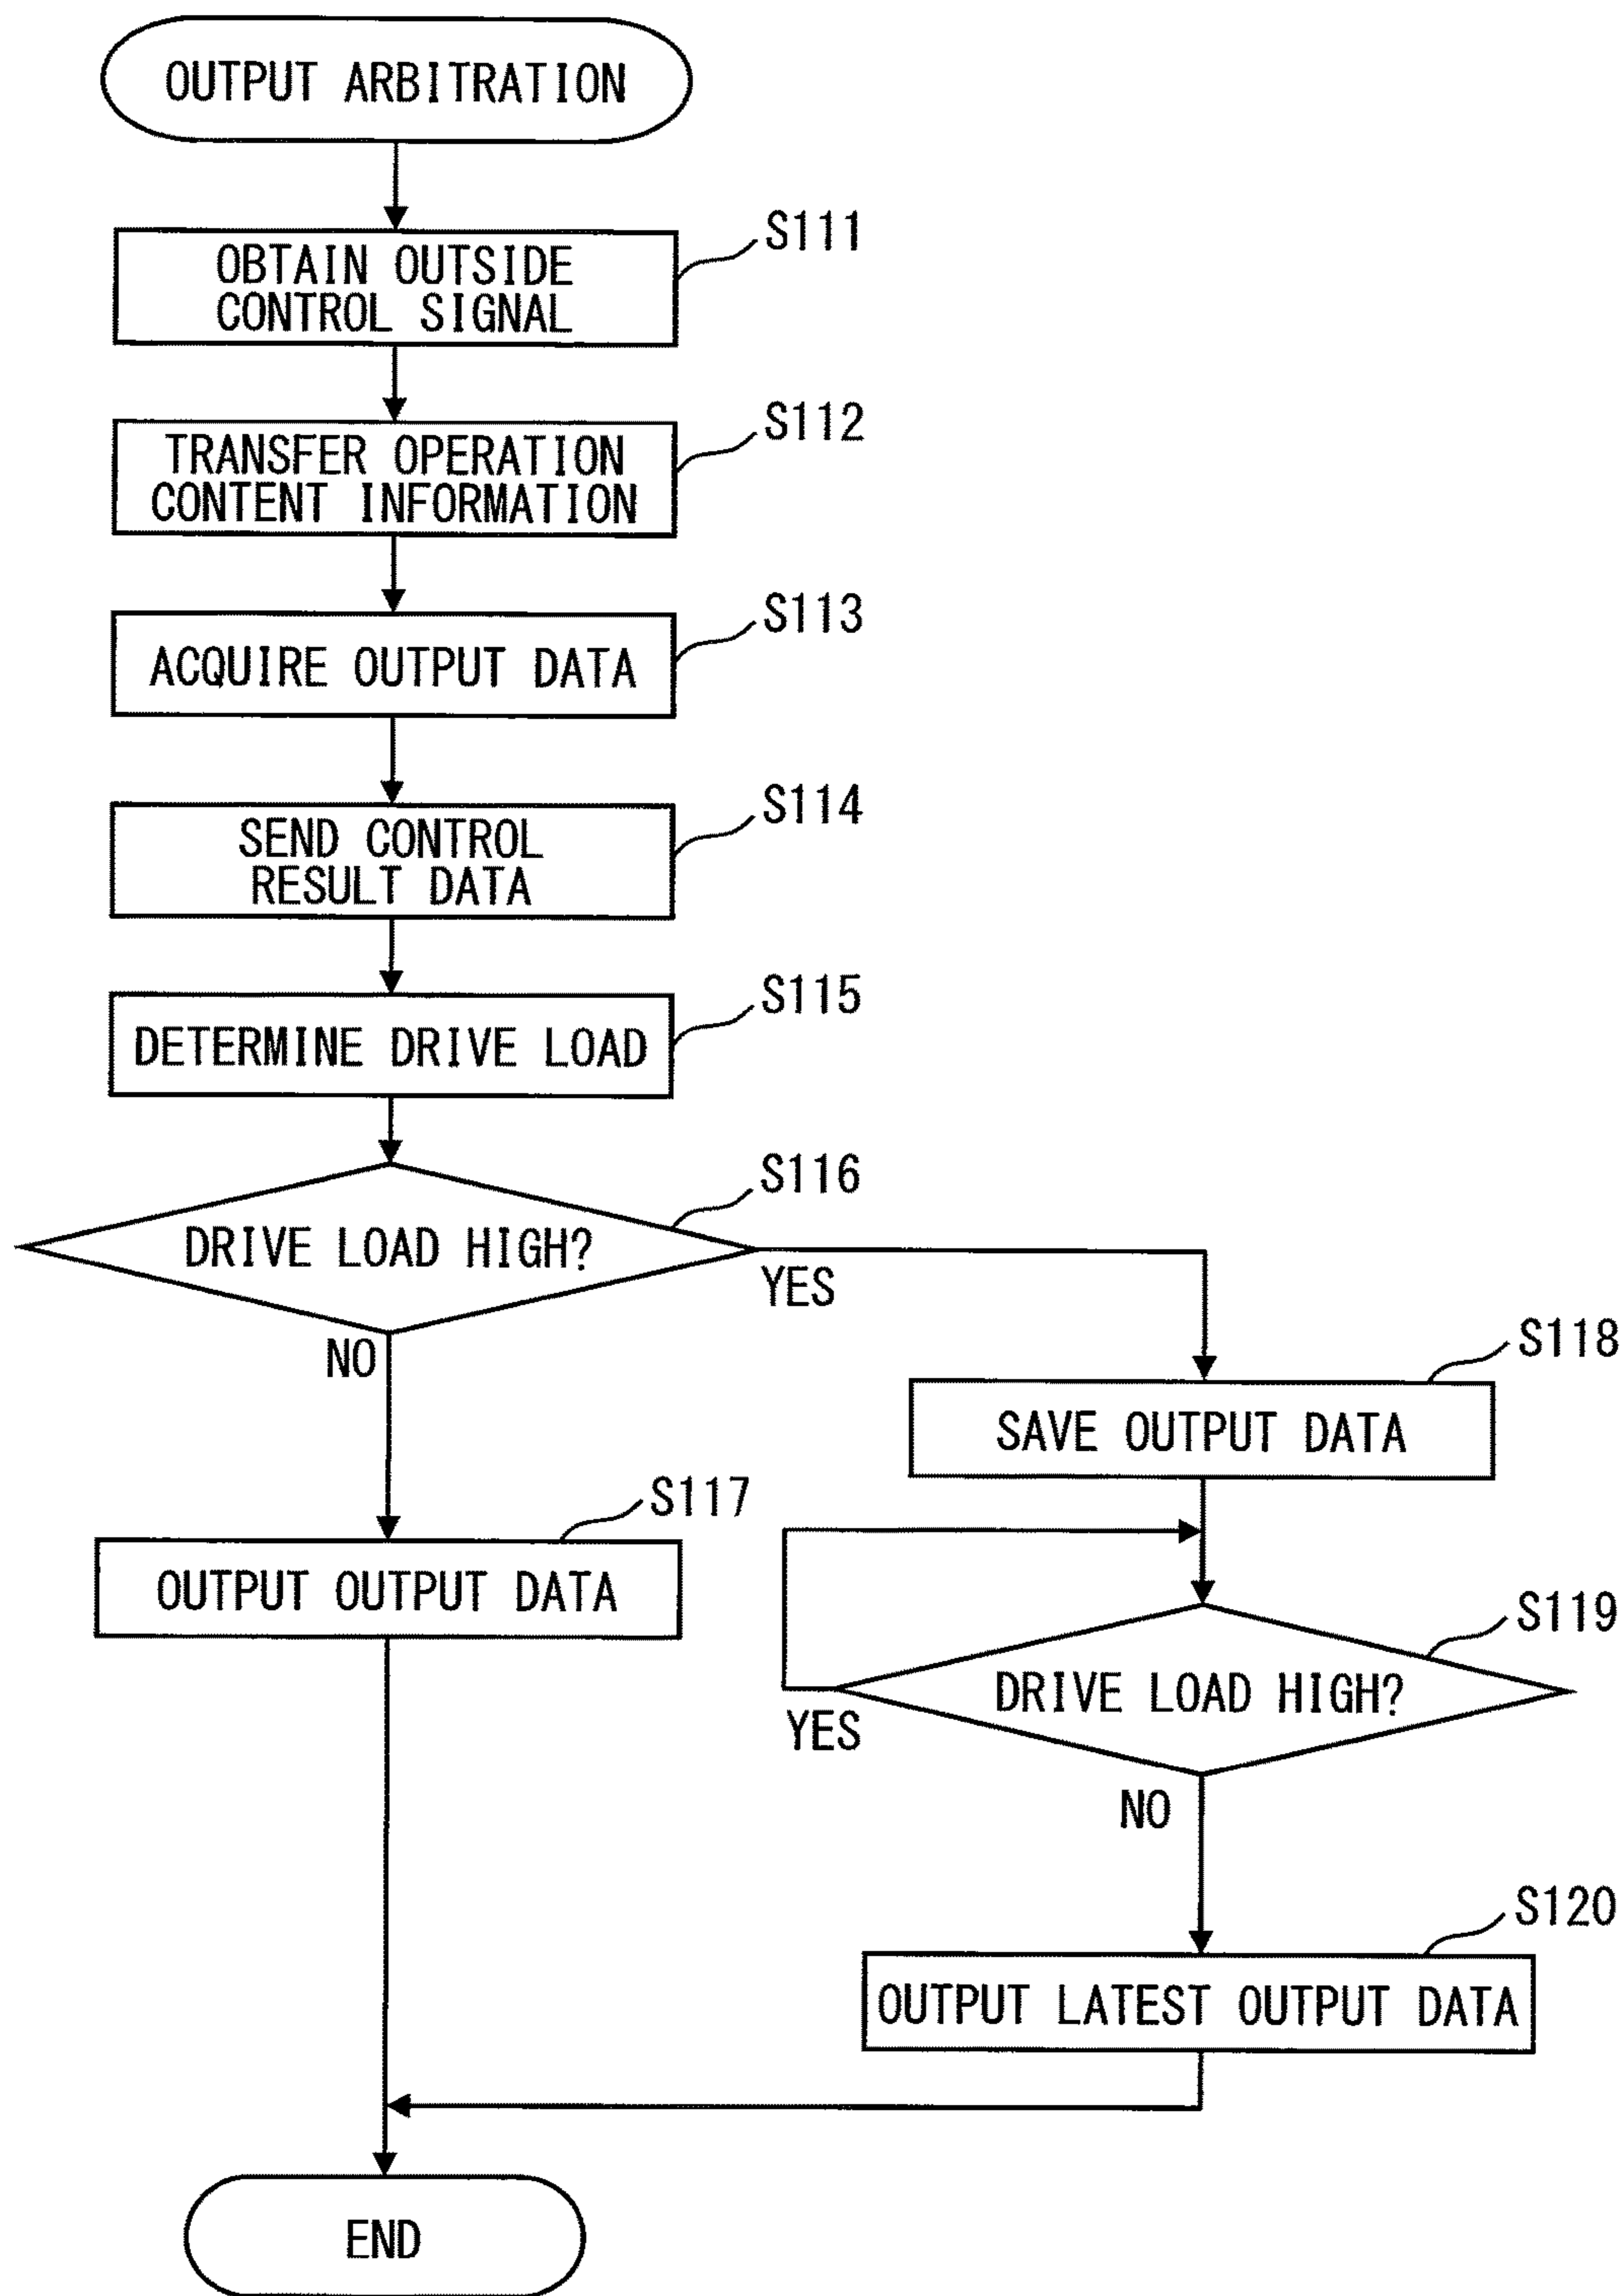 OUTPUT ARBITRATION
S111
OBTAIN OUTSIDE
CONTROL SIGNAL
S112
TRANSFER OPERATION
CONTENT INFORMATION
S113
ACQUIRE OUTPUT DATA
S114
SEND CONTROL
RESULT DATA
S115
DETERMINE DRIVE LOAD
S116
DRIVE LOAD HIGH?
YES
NO
S118
SAVE OUTPUT DATA
S117
OUTPUT OUTPUT DATA
S119
DRIVE LOAD HIGH?
YES
NO
S120
OUTPUT LATEST OUTPUT DATA
END